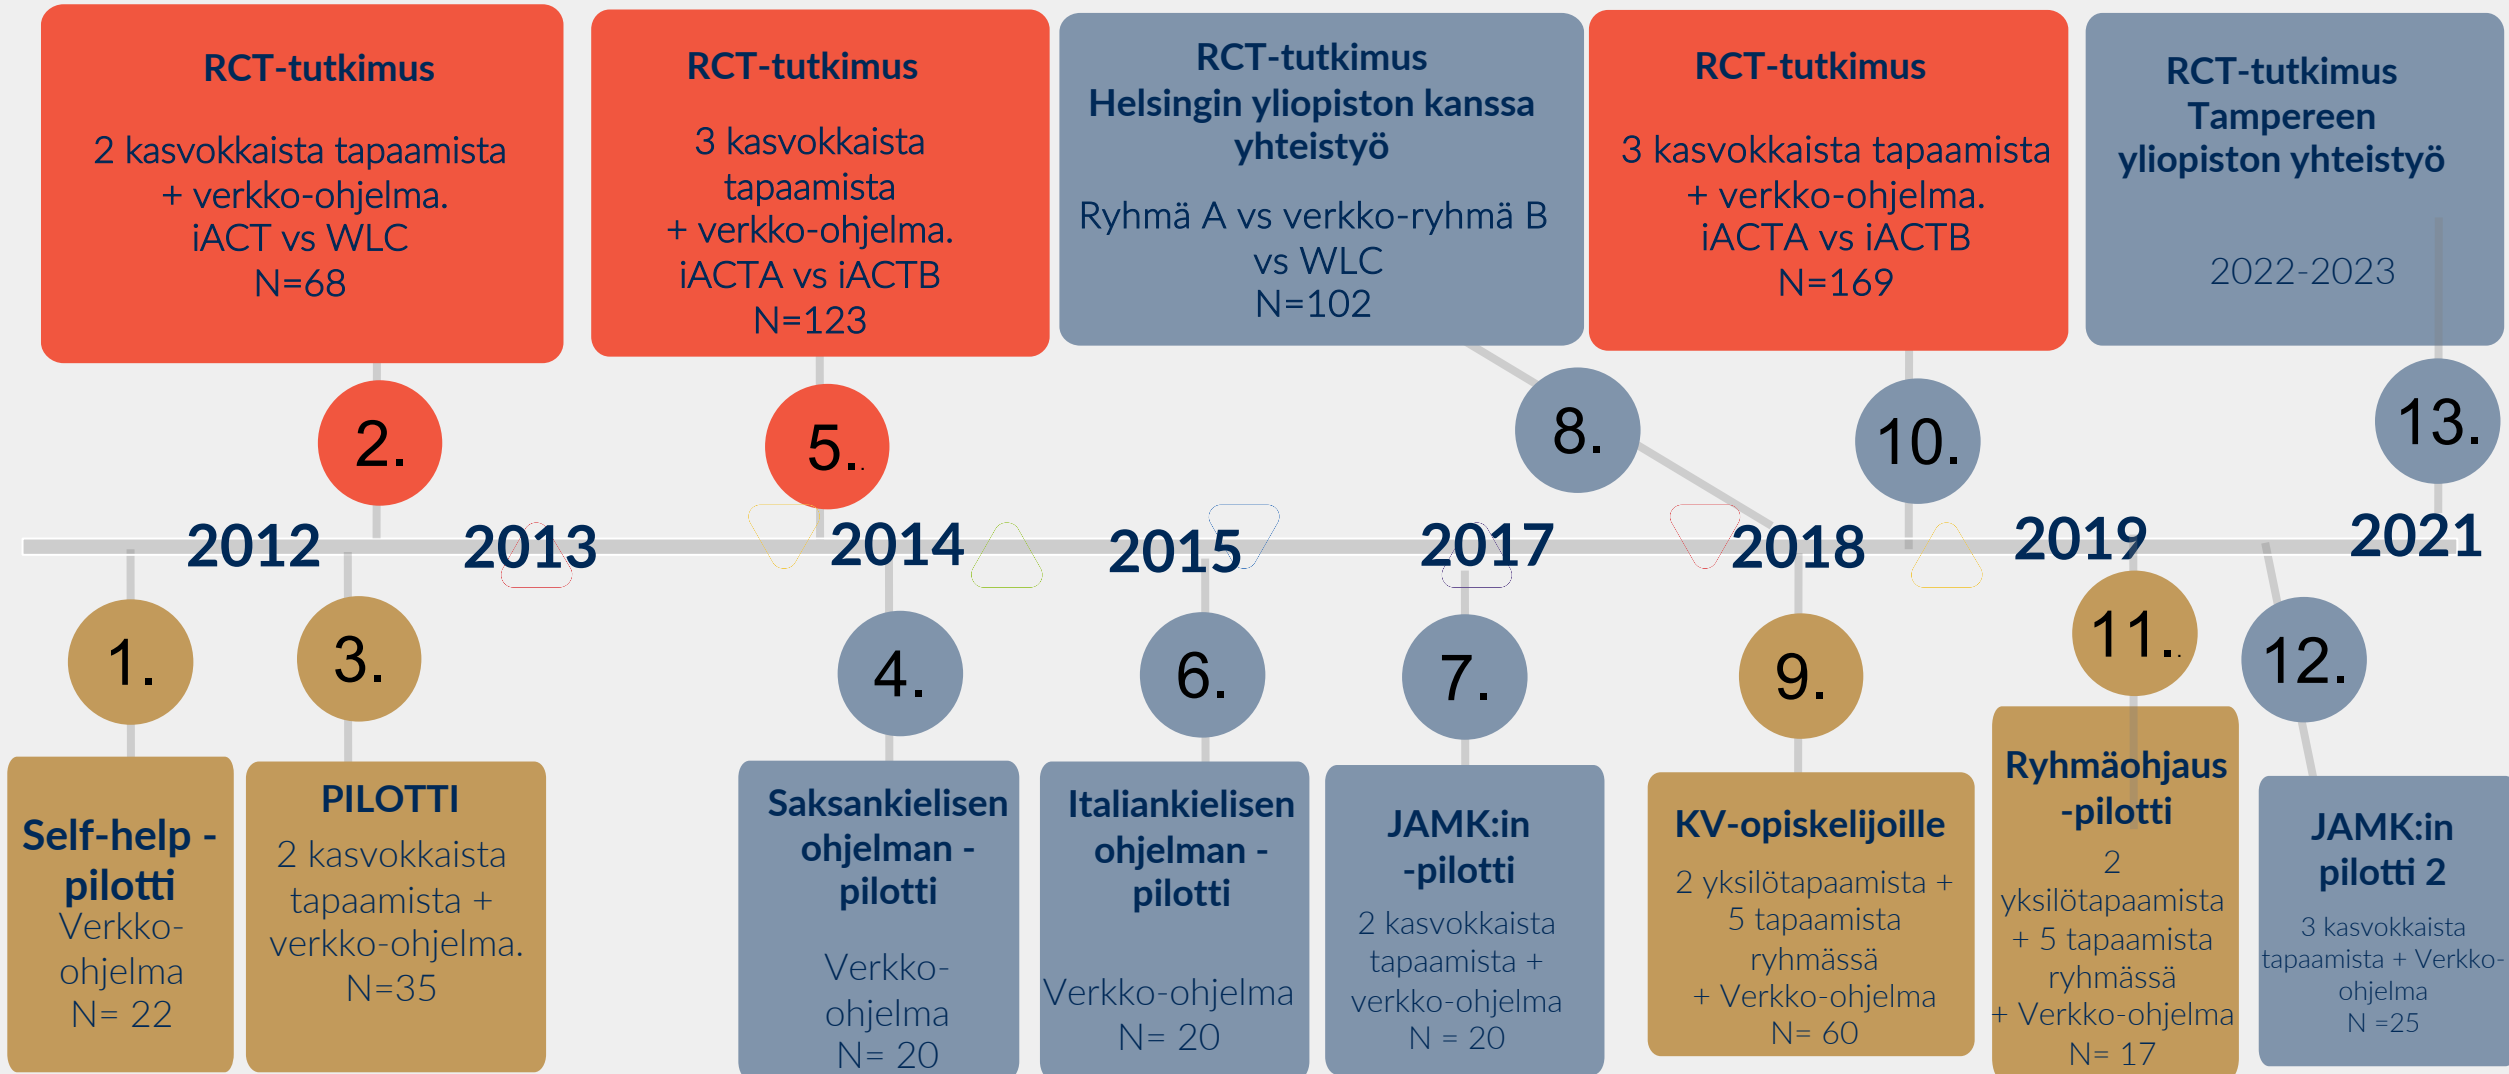 RCT-tutkimus
2 kasvokkaista tapaamista
+ verkko-ohjelma.
iACT vs WLC
N=68
RCT-tutkimus
3 kasvokkaista
tapaamista
+ verkko-ohjelma.
iACTA vs iACTB
N=123
RCT-tutkimus
Helsingin yliopiston kanssa
yhteistyö
Ryhmä A vs verkko-ryhmä B
vs WLC
N=102
RCT-tutkimus
3 kasvokkaista tapaamista
+ verkko-ohjelma.
iACTA vs iACTB
N=169
RCT-tutkimus
Tampereen
yliopiston yhteistyö
2022-2023
2.
5..
8.
10.
13.
2012
2013
2014
2015
2017
2018
2019
2021
1.
3.
4.
6.
7.
9.
11..
12.
Self-help -
pilotti
Verkko-
ohjelma
N= 22
PILOTTI
2 kasvokkaista
tapaamista +
verkko-ohjelma.
N=35
Saksankielisen
ohjelman -
pilotti
Verkko-
ohjelma
N= 20
Italiankielisen
ohjelman -
pilotti
Verkko-ohjelma
N= 20
JAMK:in
-pilotti
2 kasvokkaista
tapaamista +
verkko-ohjelma
N = 20
KV-opiskelijoille
2 yksilötapaamista +
5 tapaamista
ryhmässä
+ Verkko-ohjelma
N= 60
Ryhmäohjaus
-pilotti
2
yksilötapaamista
+ 5 tapaamista
ryhmässä
+ Verkko-ohjelma
N= 17
JAMK:in
pilotti 2
3 kasvokkaista
tapaamista + Verkko-
ohjelma
N =25